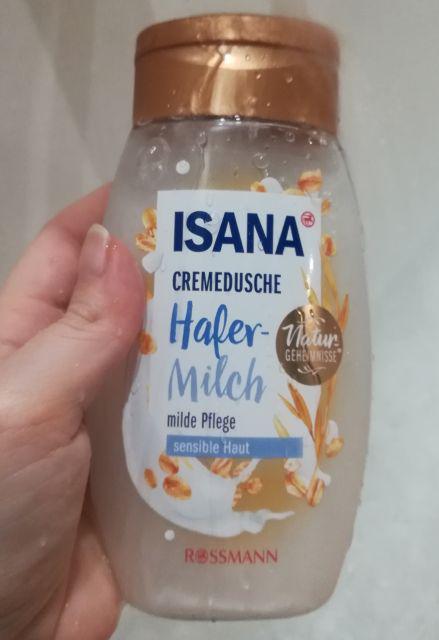 ISANA
CREMEDUSCHE
Hafer-
Milch
milde Pflege
sensible Haut
Natur-
GEHEIMNISSE*
ROSSMANN